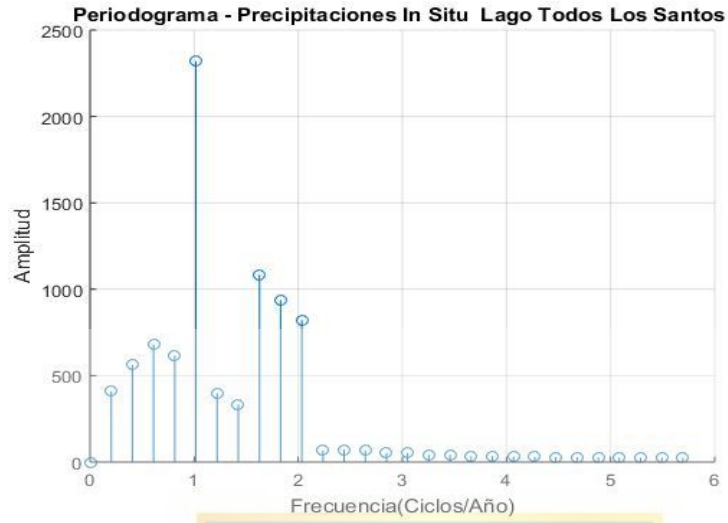 Periodograma - Precipitaciones In Situ Lago Todos Los Santos
2500
2000
1500
1000
500
0
Amplitud
0 1 2 3 4 5 6
Frecuencia(Ciclos/Año)